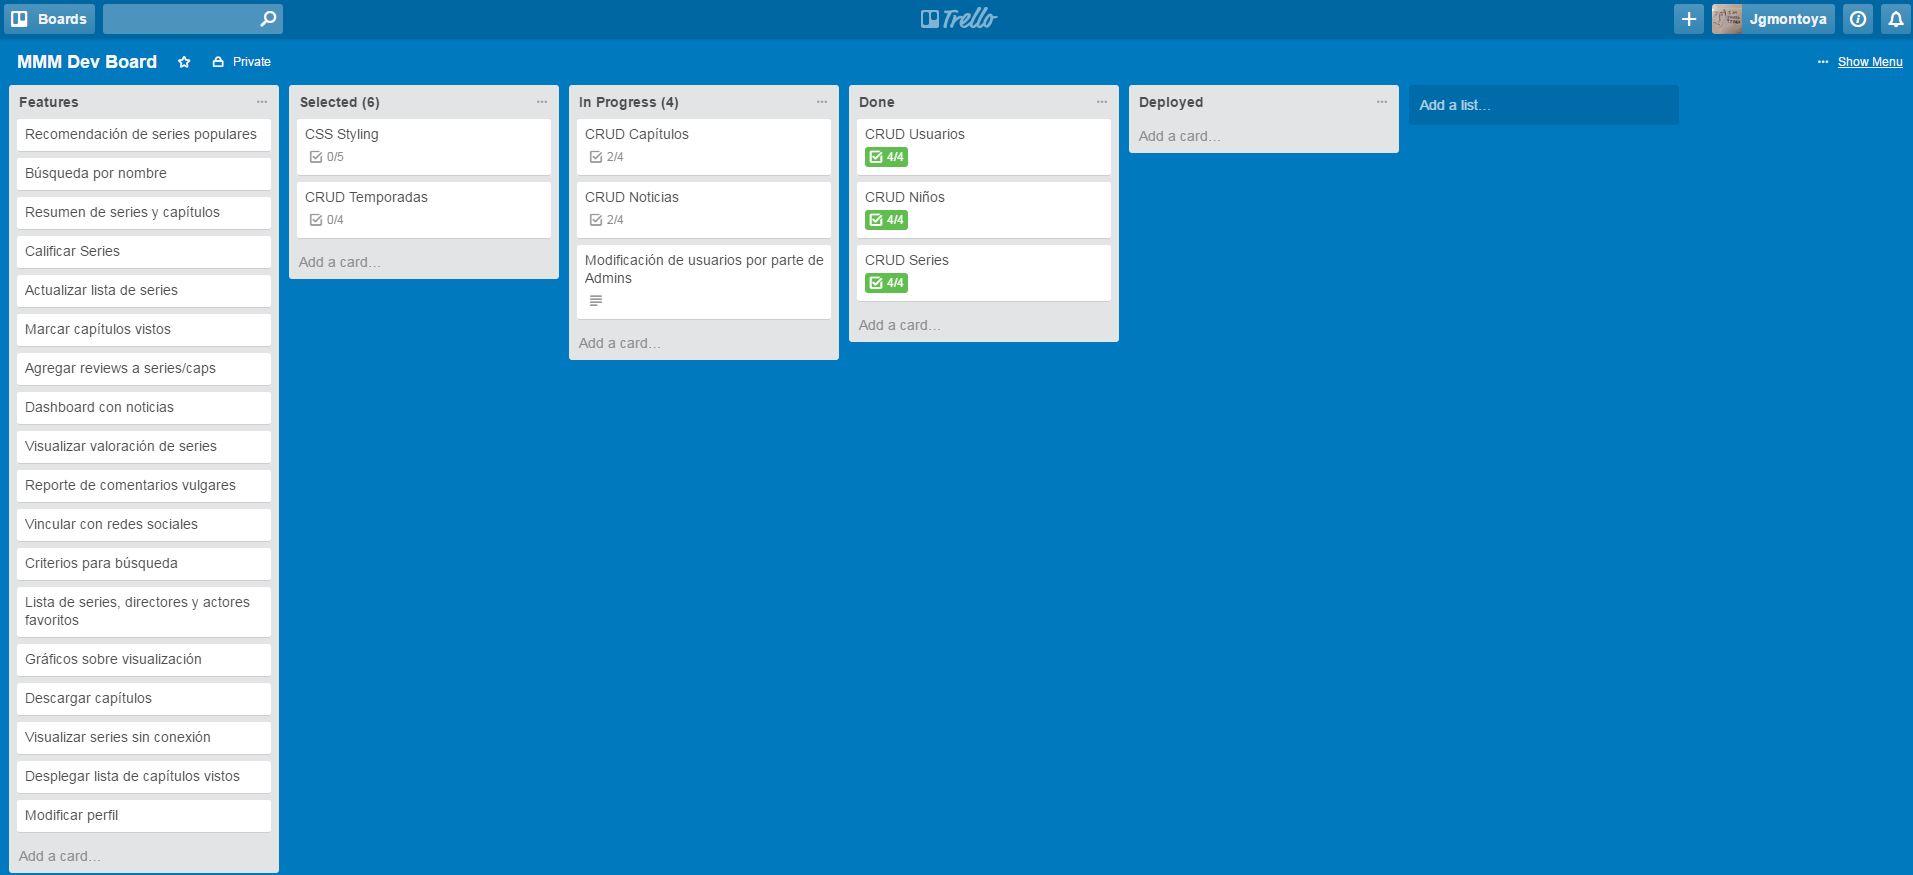 Boards
Trello
Jgmontoya
MMM Dev Board
Private
Show Menu
Features
Recomendación de series populares
Búsqueda por nombre
Resumen de series y capítulos
Calificar Series
Actualizar lista de series
Marcar capítulos vistos
Agregar reviews a series/caps
Dashboard con noticias
Visualizar valoración de series
Reporte de comentarios vulgares
Vincular con redes sociales
Criterios para búsqueda
Lista de series, directores y actores
favoritos
Gráficos sobre visualización
Descargar capítulos
Visualizar series sin conexión
Desplegar lista de capítulos vistos
Modificar perfil
Add a card...
Selected (6)
CSS Styling
0/5
CRUD Temporadas
0/4
Add a card...
In Progress (4)
CRUD Capítulos
2/4
CRUD Noticias
2/4
Modificación de usuarios por parte de
Admins
Add a card...
Done
CRUD Usuarios
4/4
CRUD Niños
4/4
CRUD Series
4/4
Add a card...
Deployed
Add a card...
Add a list...